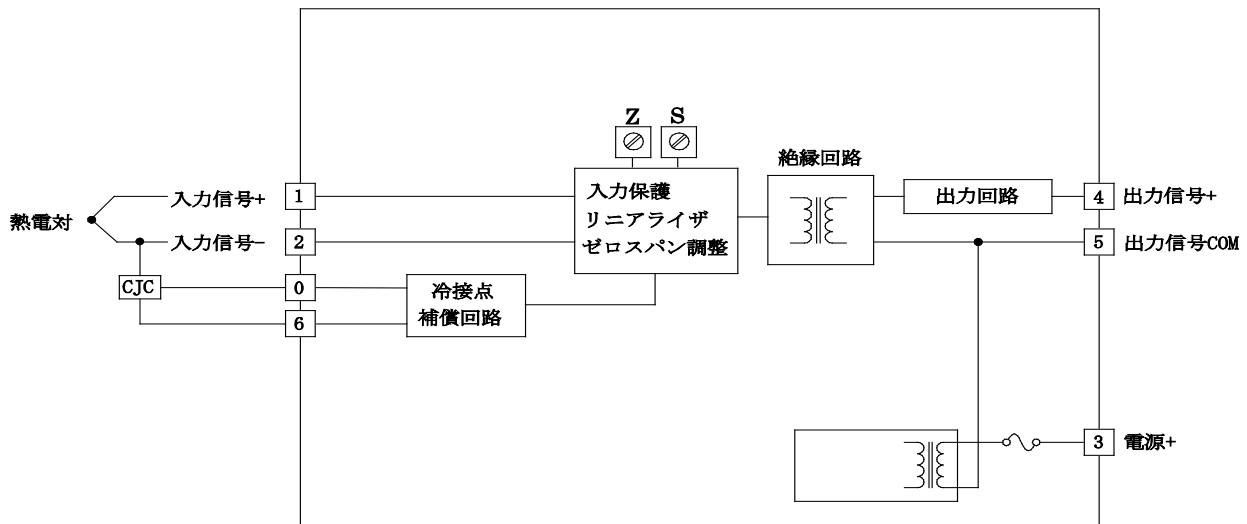 Z
S
絶縁回路
熱電対
入力信号+
1
入力信号-
2
CJC
0
6
冷接点
補償回路
入力保護
リニアライザ
ゼロスパン調整
出力回路
4
出力信号+
5
出力信号COM
3
電源+